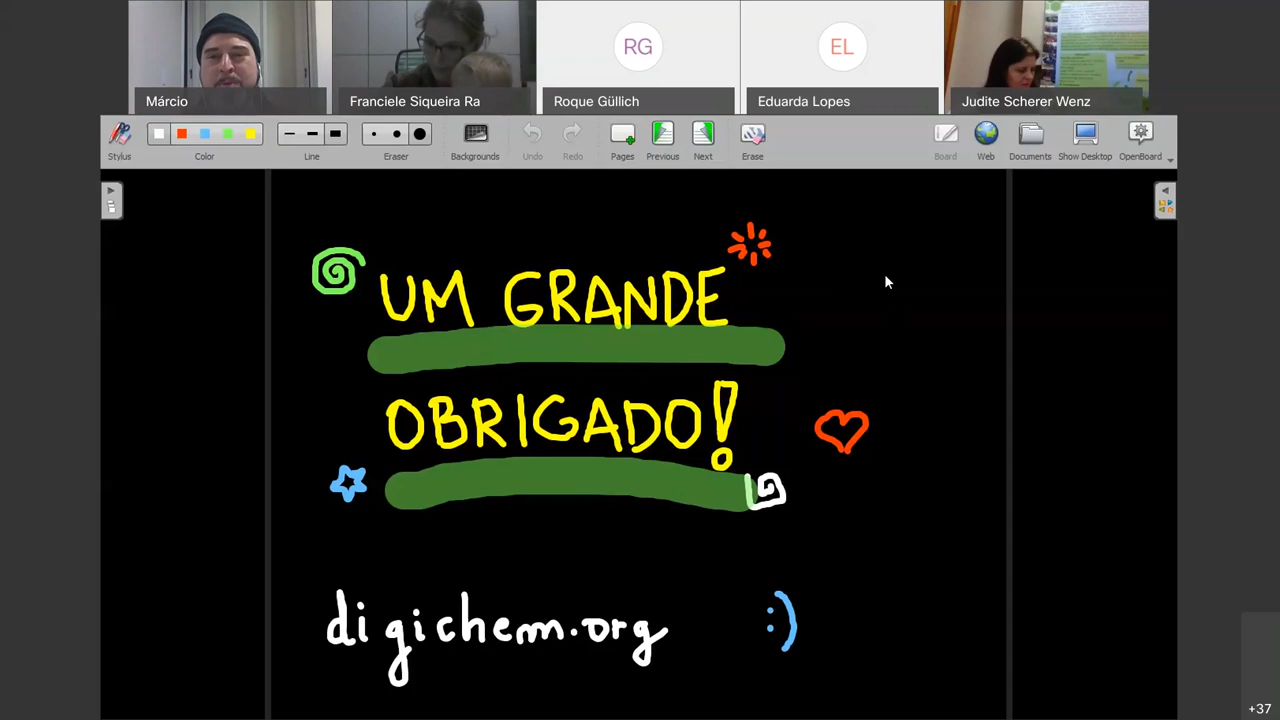 RG
EL
Márcio
Franciele Siqueira Ra
Roque Güllich
Eduarda Lopes
Judite Scherer Wenz
Stylus
Color
Line
Eraser
Backgrounds
Undo
Redo
Pages
Previous
Next
Erase
Board
Web
Documents
Show Desktop
OpenBoard
UM GRANDE
OBRIGADO!
digichem.org
:)
+37